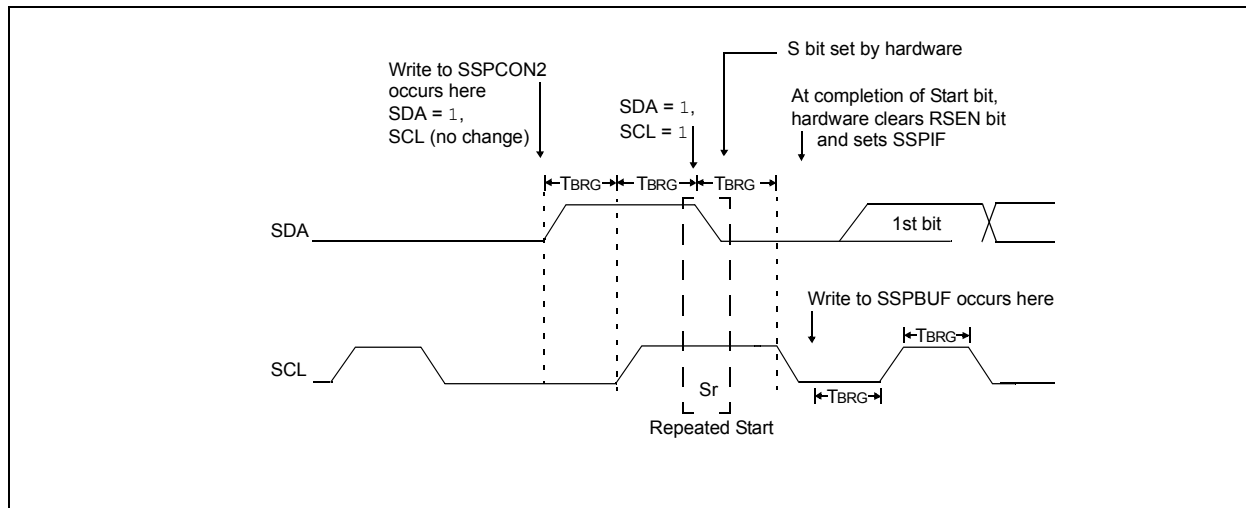 S bit set by hardware
Write to SSPCON2
occurs here
SDA = 1,
SCL (no change)
SDA = 1,
SCL = 1
At completion of Start bit,
hardware clears RSEN bit
and sets SSPIF
TBRG
TBRG
TBRG
SDA
1st bit
Write to SSPBUF occurs here
TBRG
SCL
TBRG
Sr
Repeated Start